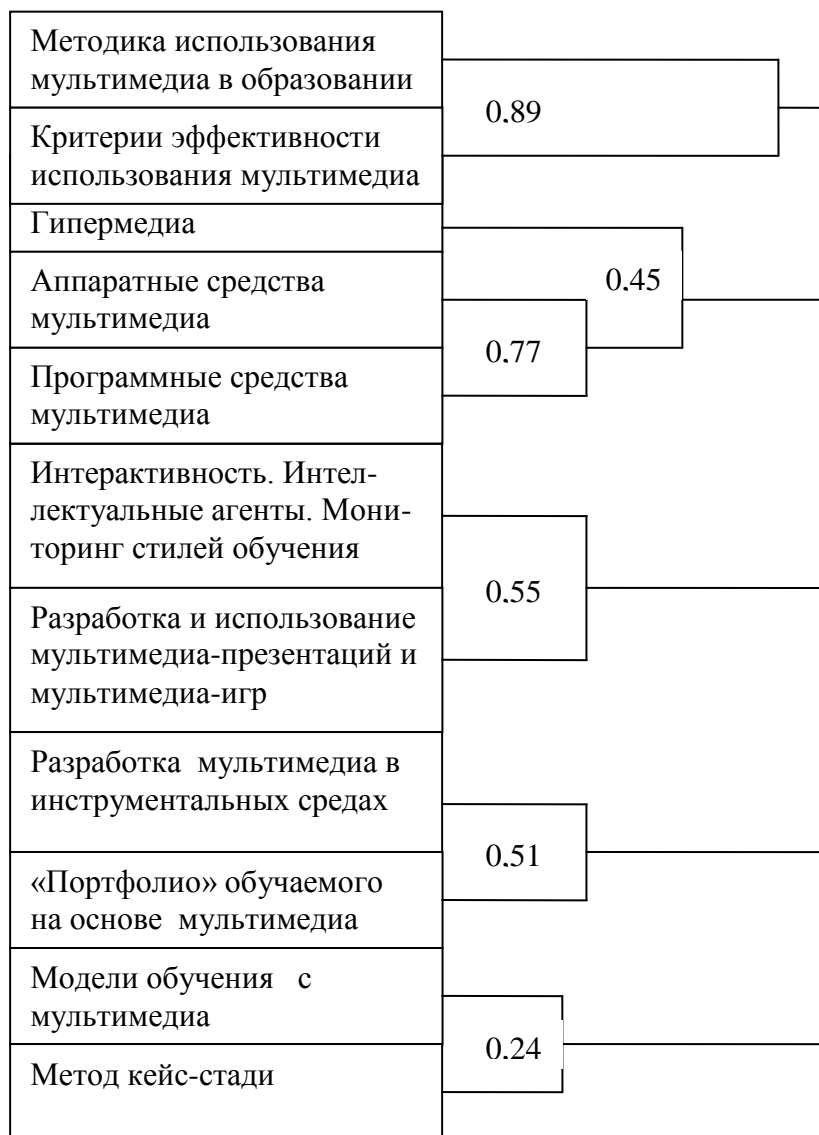 Методика использования
мультимедиа в образовании
0,89
Критерии эффективности
использования мультимедиа
Гипермедиа
0,45
Аппаратные средства
мультимедиа
0,77
Программные средства
мультимедиа
Интерактивность. Интел-
лектуальные агенты. Мони-
торинг стилей обучения
0,55
Разработка и использование
мультимедиа-презентаций и
мультимедиа-игр
Разработка мультимедиа в
инструментальных средах
0,51
«Портфолио» обучаемого
на основе мультимедиа
Модели обучения с
мультимедиа
0,24
Метод кейс-стади